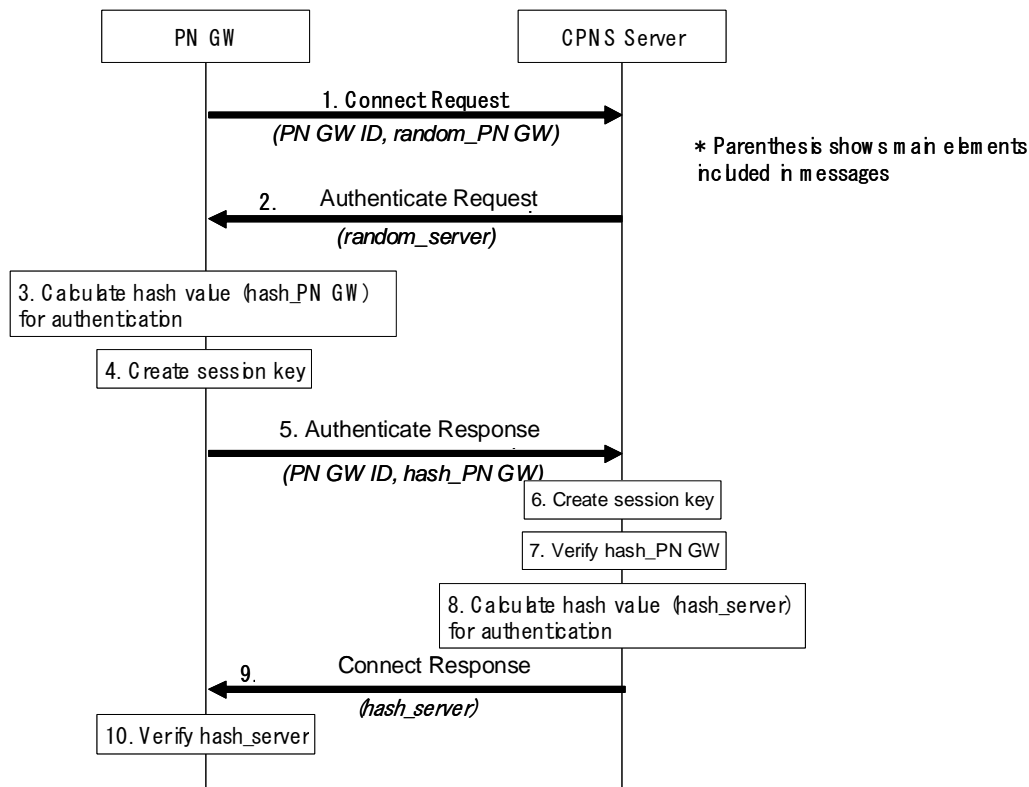 PN GW
CPNS Server
1. Connect Request
(PN GW ID, random_PN GW)
* Parenthesis shows main elements
included in messages
2. Authenticate Request
(random_server)
3. Calculate hash value (hash_PN GW)
for authentication
4. Create session key
5. Authenticate Response
(PN GW ID, hash_PN GW)
6. Create session key
7. Verify hash_PN GW
8. Calculate hash value (hash_server)
for authentication
9. Connect Response
(hash_server)
10. Verify hash_server